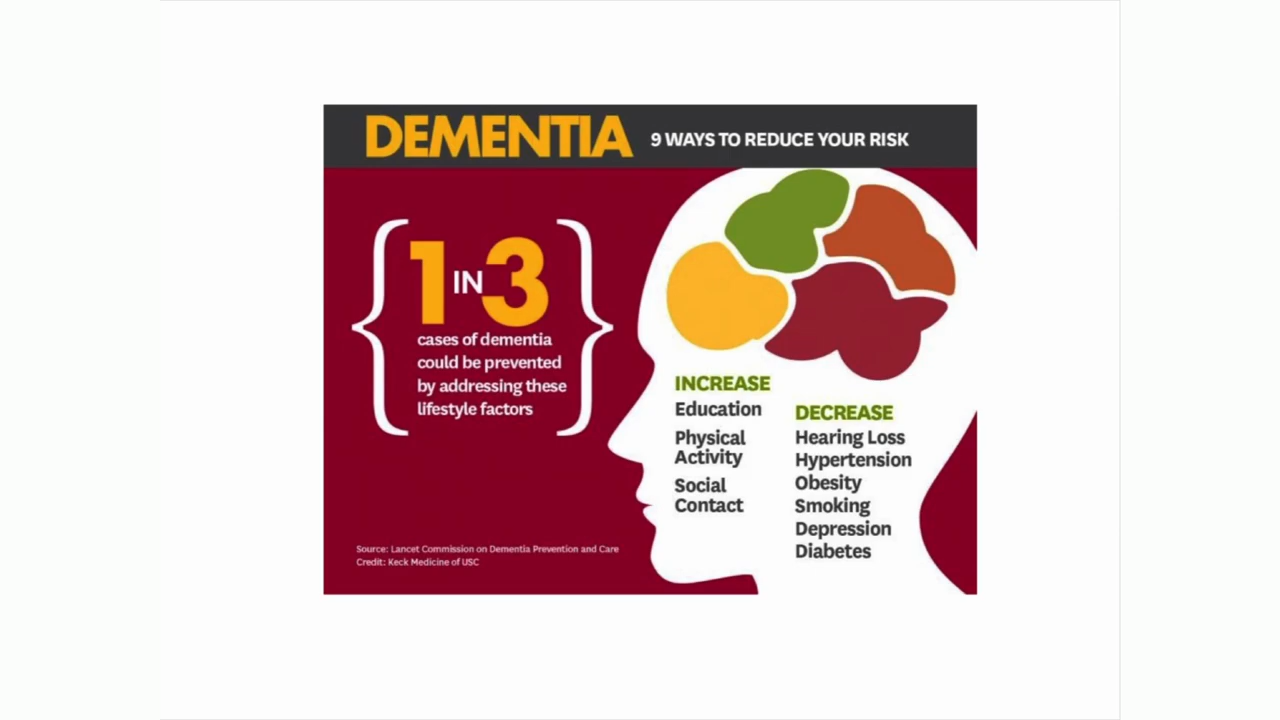 DEMENTIA 9 WAYS TO REDUCE YOUR RISK
1 IN 3
cases of dementia
could be prevented
by addressing these
lifestyle factors
INCREASE
Education
Physical
Activity
Social
Contact
DECREASE
Hearing Loss
Hypertension
Obesity
Smoking
Depression
Diabetes
Source: Lancet Commission on Dementia Prevention and Care
Credit: Keck Medicine of USC